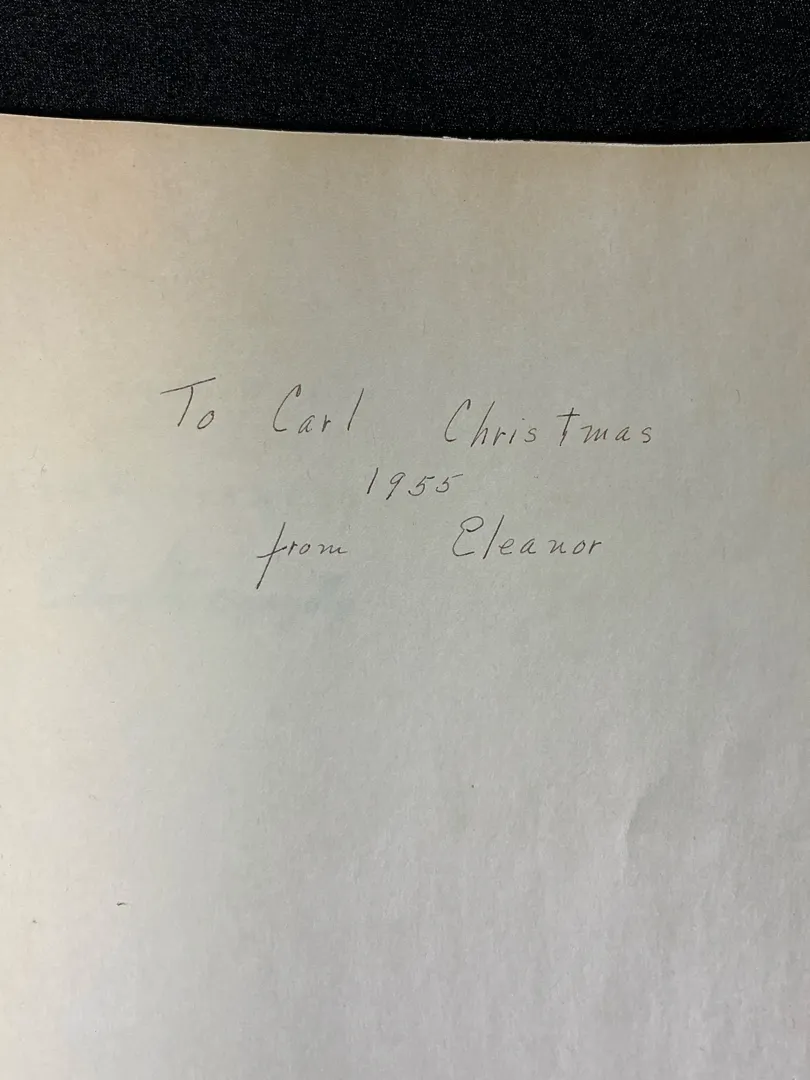 To Carl Christmas
1955
from Eleanor